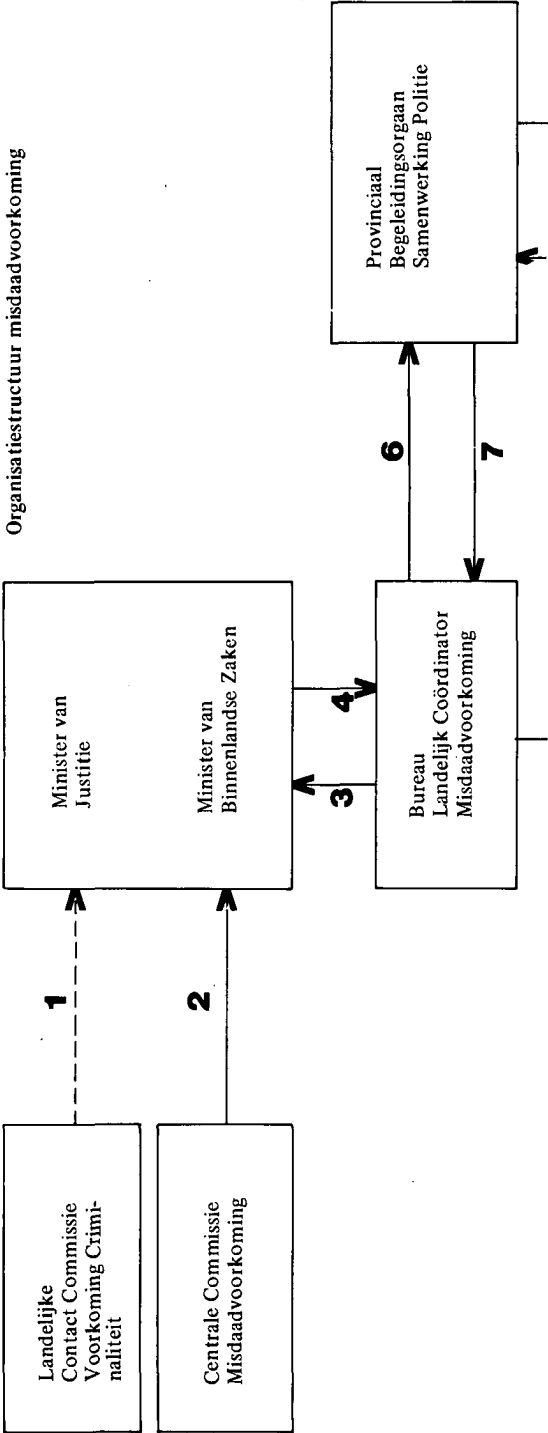 Organisatiestructuur misdaadvoorkoming
Landelijke
Contact Commissie
Voorkoming Crimi-
naliteit
1
Minister van
Justitie
Centrale Commissie
Misdaadvoorkoming
2
Minister van
Binnenlandse Zaken
3
4
Bureau
Landelijk Coördinator
Misdaadvoorkoming
6
7
Provinciaal
Begeleidingsorgaan
Samenwerking Politie